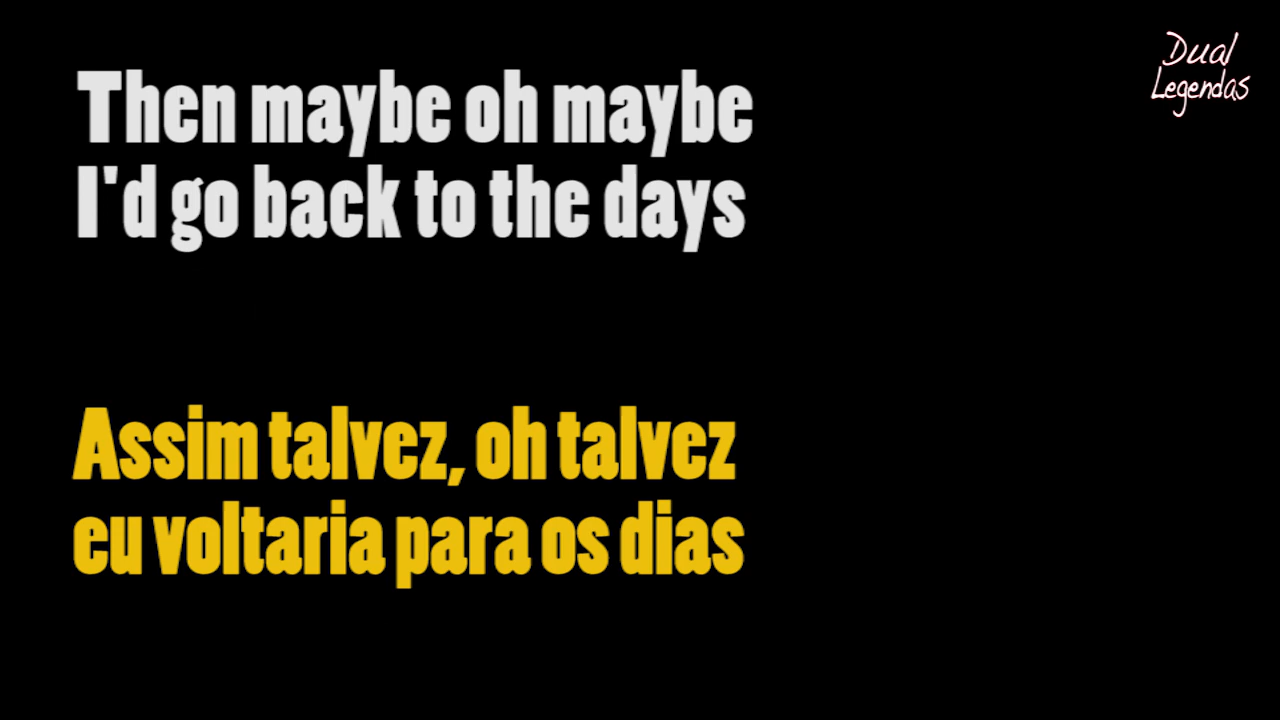 Dual
Legendas
Then maybe oh maybe
I'd go back to the days
Assim talvez, oh talvez
eu voltaria para os dias